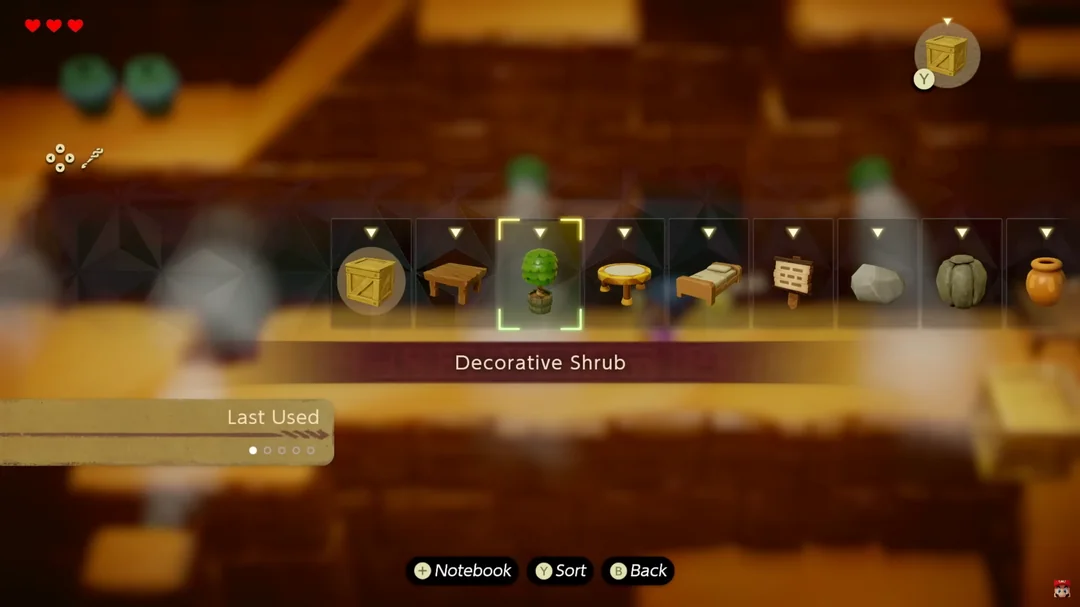 Y
Decorative Shrub
Last Used
+ Notebook
Y Sort
B Back